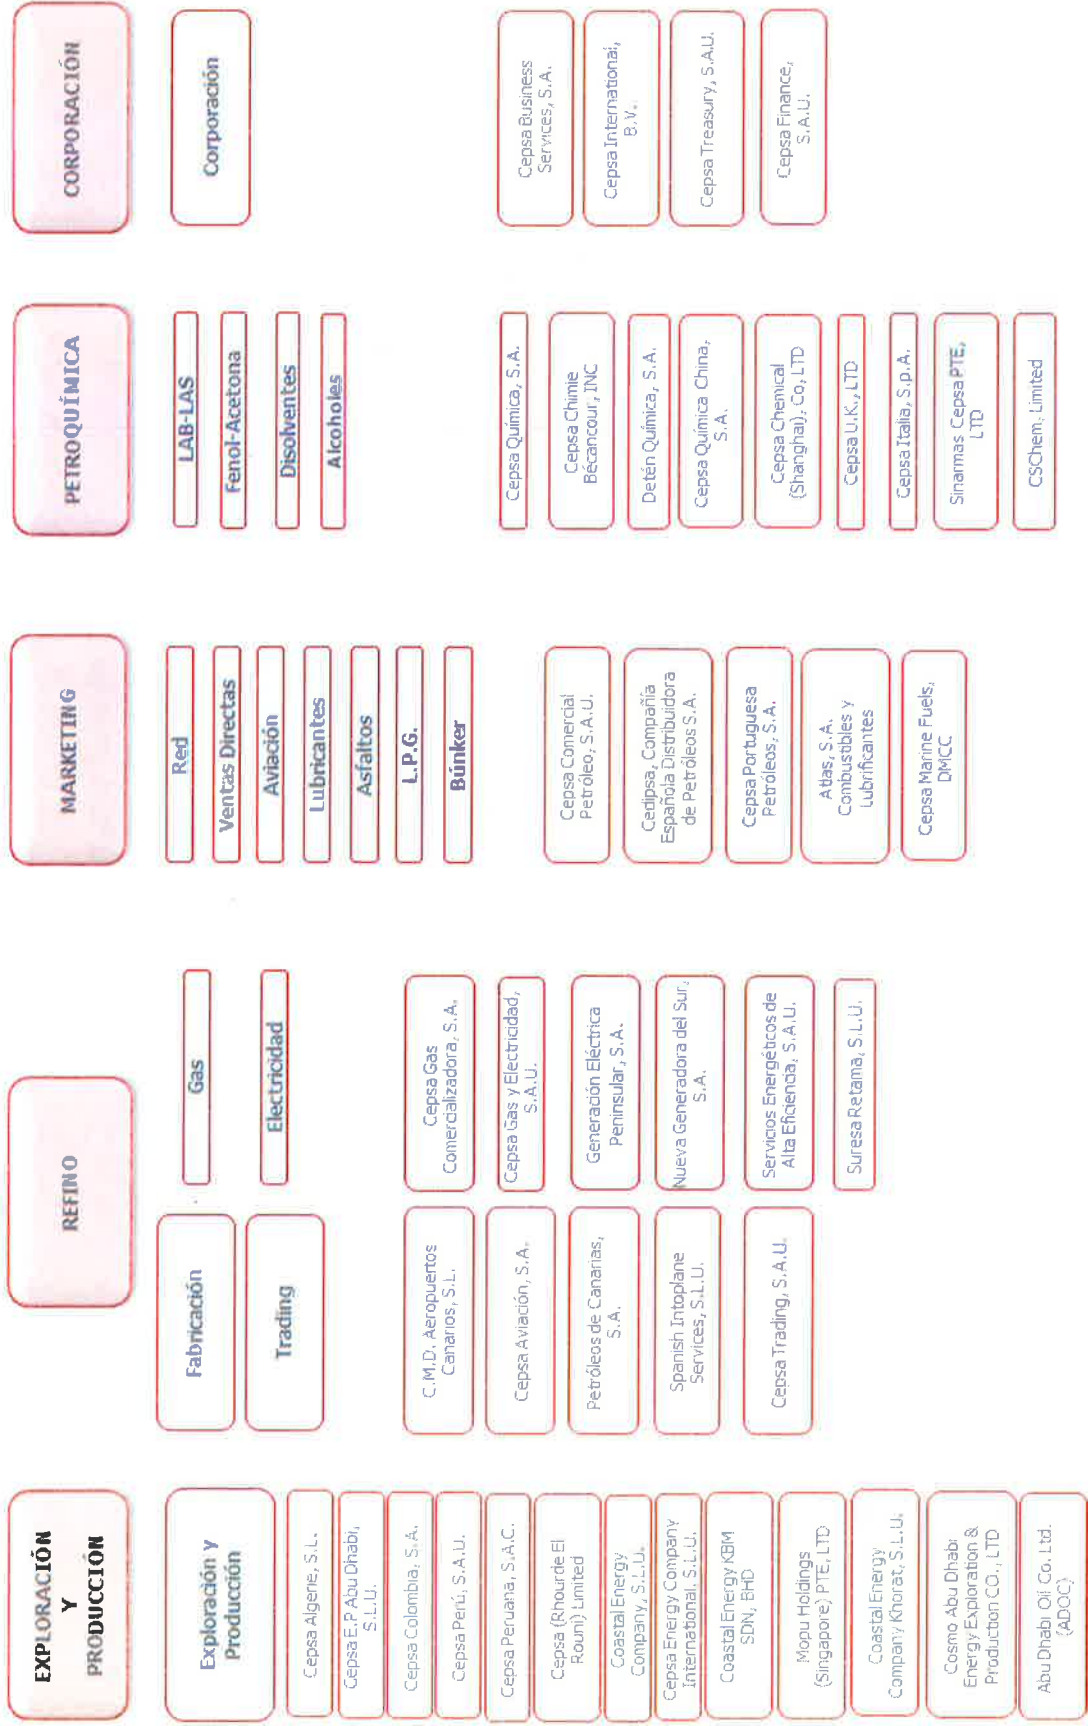 EXPLORACIÓN
Y
PRODUCCIÓN
Exploración y
Producción
Cepsa Algerie, S.L.
Cepsa E.P. Abu Dhabi,
S.L.U.
Cepsa Colombia, S.A.
Cepsa Perú, S.A.U.
Cepsa Peruana, S.A.C.
Cepsa (Rhourde El
Rouni) Limited
Coastal Energy
Company, S.L.U.
Cepsa Energy Company
International, S.L.U.
Coastal Energy KBM
SDN, BHD
Mopu Holdings
(Singapore) PTE, LTD
Coastal Energy
Company Khorat, S.L.U.
Cosmo Abu Dhabi
Energy Exploration &
Production CO., LTD
Abu Dhabi Oil Co. Ltd.
(ADOC)
REFINO
Fabricación
Trading
Gas
Electricidad
C.M.D. Aeropuertos
Canarios, S.L.
Cepsa Aviación, S.A.
Petróleos de Canarias,
S.A.
Spanish Intoplane
Services, S.L.U.
Cepsa Trading, S.A.U.
Cepsa Gas
Comercializadora, S.A.
Cepsa Gas y Electricidad,
S.A.U.
Generación Eléctrica
Peninsular, S.A.
Nueva Generadora del Sur,
S.A.
Servicios Energéticos de
Alta Eficiencia, S.A.U.
Suresa Retama, S.L.U.
MARKETING
Red
Ventas Directas
Aviación
Lubricantes
Asfaltos
L.P.G.
Búnker
Cepsa Comercial
Petróleo, S.A.U.
Cedipsa, Compañía
Española Distribuidora
de Petróleos S.A.
Cepsa Portuguesa
Petróleos, S.A.
Atlas, S.A.
Combustibles y
Lubrificantes
Cepsa Marine Fuels,
DMCC
PETROQUÍMICA
LAB-LAS
Fenol-Acetona
Disolventes
Alcoholes
Cepsa Química, S.A.
Cepsa Chimie
Bécancour, INC
Detén Química, S.A.
Cepsa Química China,
S.A.
Cepsa Chemical
(Shanghai), Co, LTD
Cepsa U.K., LTD
Cepsa Italia, S.p.A.
Sinarmas Cepsa PTE,
LTD
CSChem, Limited
CORPORACIÓN
Corporación
Cepsa Business
Services, S.A.
Cepsa International,
B.V.
Cepsa Treasury, S.A.U.
Cepsa Finance,
S.A.U.